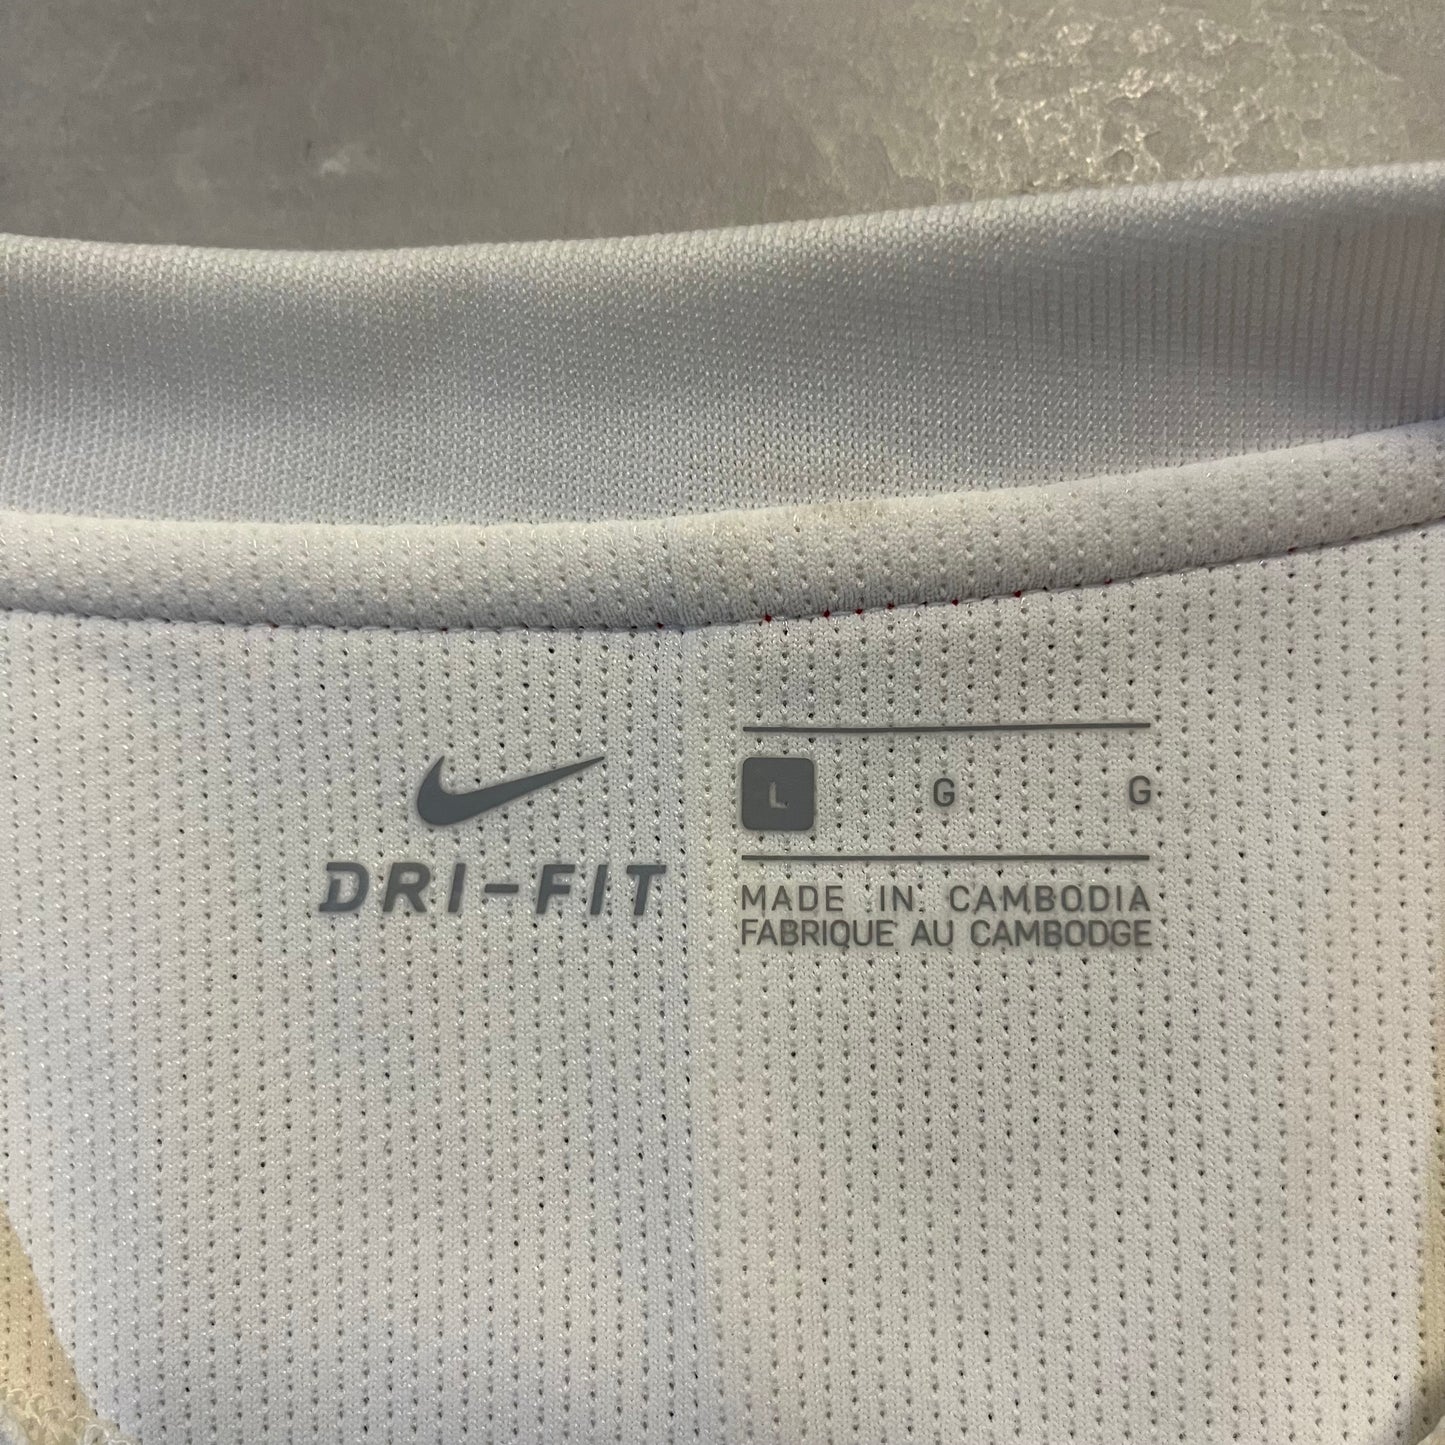 DRI-FIT
L G G
MADE IN CAMBODIA
FABRIQUE AU CAMBODGE